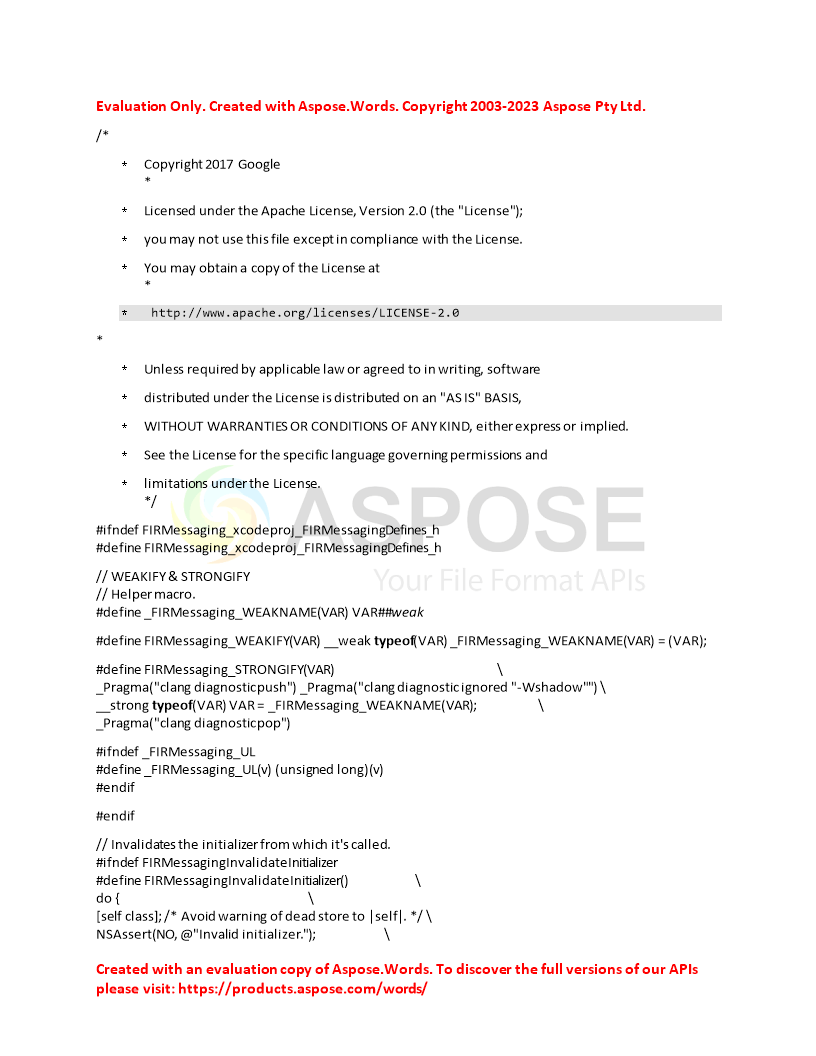 Evaluation Only. Created with Aspose.Words. Copyright 2003-2023 Aspose Pty Ltd.
/*
* Copyright 2017 Google
*
* Licensed under the Apache License, Version 2.0 (the "License");
* you may not use this file except in compliance with the License.
* You may obtain a copy of the License at
*
* http://www.apache.org/licenses/LICENSE-2.0
*
* Unless required by applicable law or agreed to in writing, software
* distributed under the License is distributed on an "AS IS" BASIS,
* WITHOUT WARRANTIES OR CONDITIONS OF ANY KIND, either express or implied.
* See the License for the specific language governing permissions and
* limitations under the License.
*/
ASPOSE
Your File Format APIs
#ifndef FIRMessaging_xcodeproj_FIRMessagingDefines_h
#define FIRMessaging_xcodeproj_FIRMessagingDefines_h
// WEAKIFY & STRONGIFY
// Helper macro.
#define _FIRMessaging_WEAKNAME(VAR) VAR##weak
#define FIRMessaging_WEAKIFY(VAR) __weak typeof(VAR) _FIRMessaging_WEAKNAME(VAR) = (VAR);
#define FIRMessaging_STRONGIFY(VAR) \
_Pragma("clang diagnostic push") _Pragma("clang diagnostic ignored "-Wshadow"") \
__strong typeof(VAR) VAR = _FIRMessaging_WEAKNAME(VAR); \
_Pragma("clang diagnostic pop")
#ifndef _FIRMessaging_UL
#define _FIRMessaging_UL(v) (unsigned long)(v)
#endif
#endif
// Invalidates the initializer from which it's called.
#ifndef FIRMessagingInvalidateInitializer
#define FIRMessagingInvalidateInitializer() \
do { \
[self class]; /* Avoid warning of dead store to |self|. */ \
NSAssert(NO, @"Invalid initializer."); \
Created with an evaluation copy of Aspose.Words. To discover the full versions of our APIs
please visit: https://products.aspose.com/words/